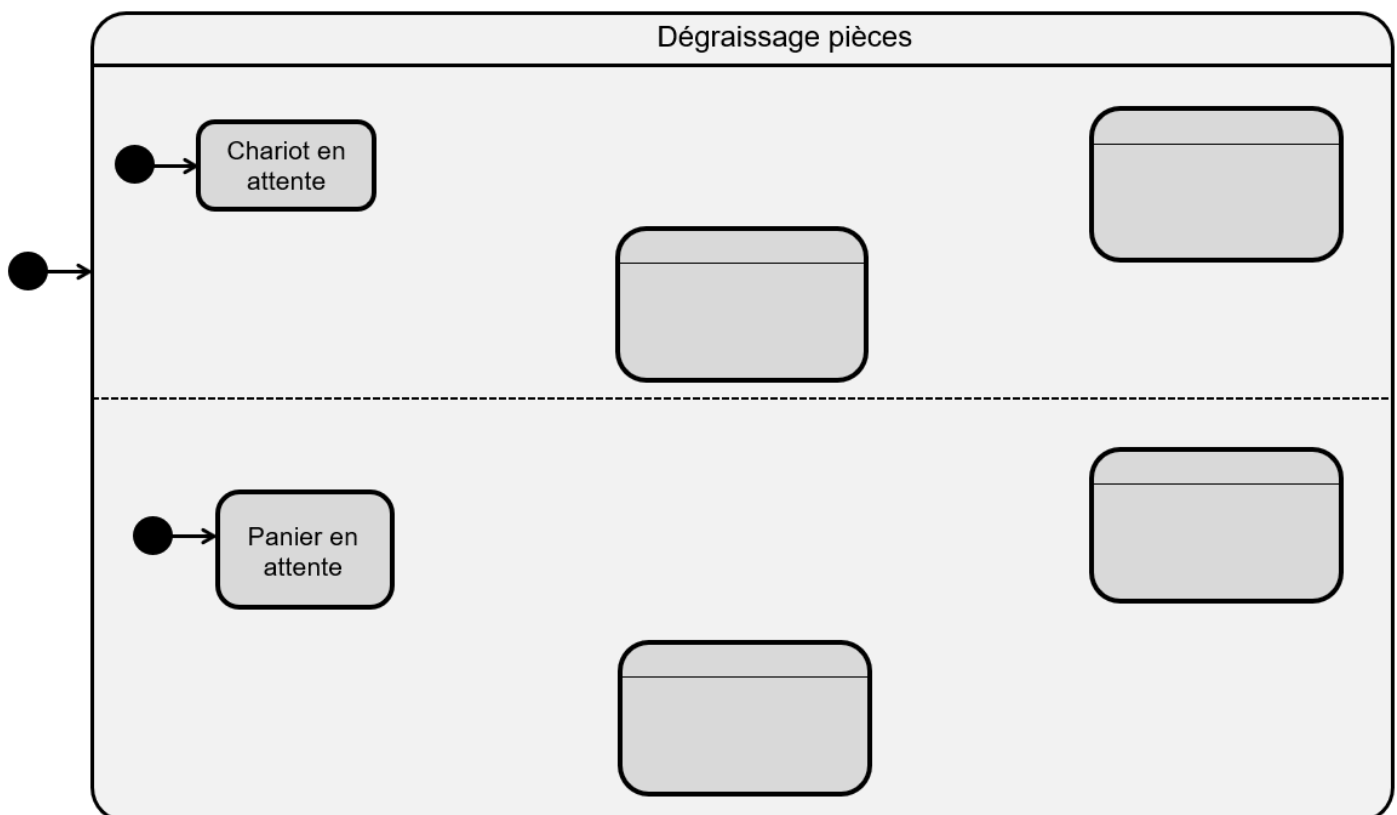 Dégraissage pièces
Chariot en
attente
Panier en
attente